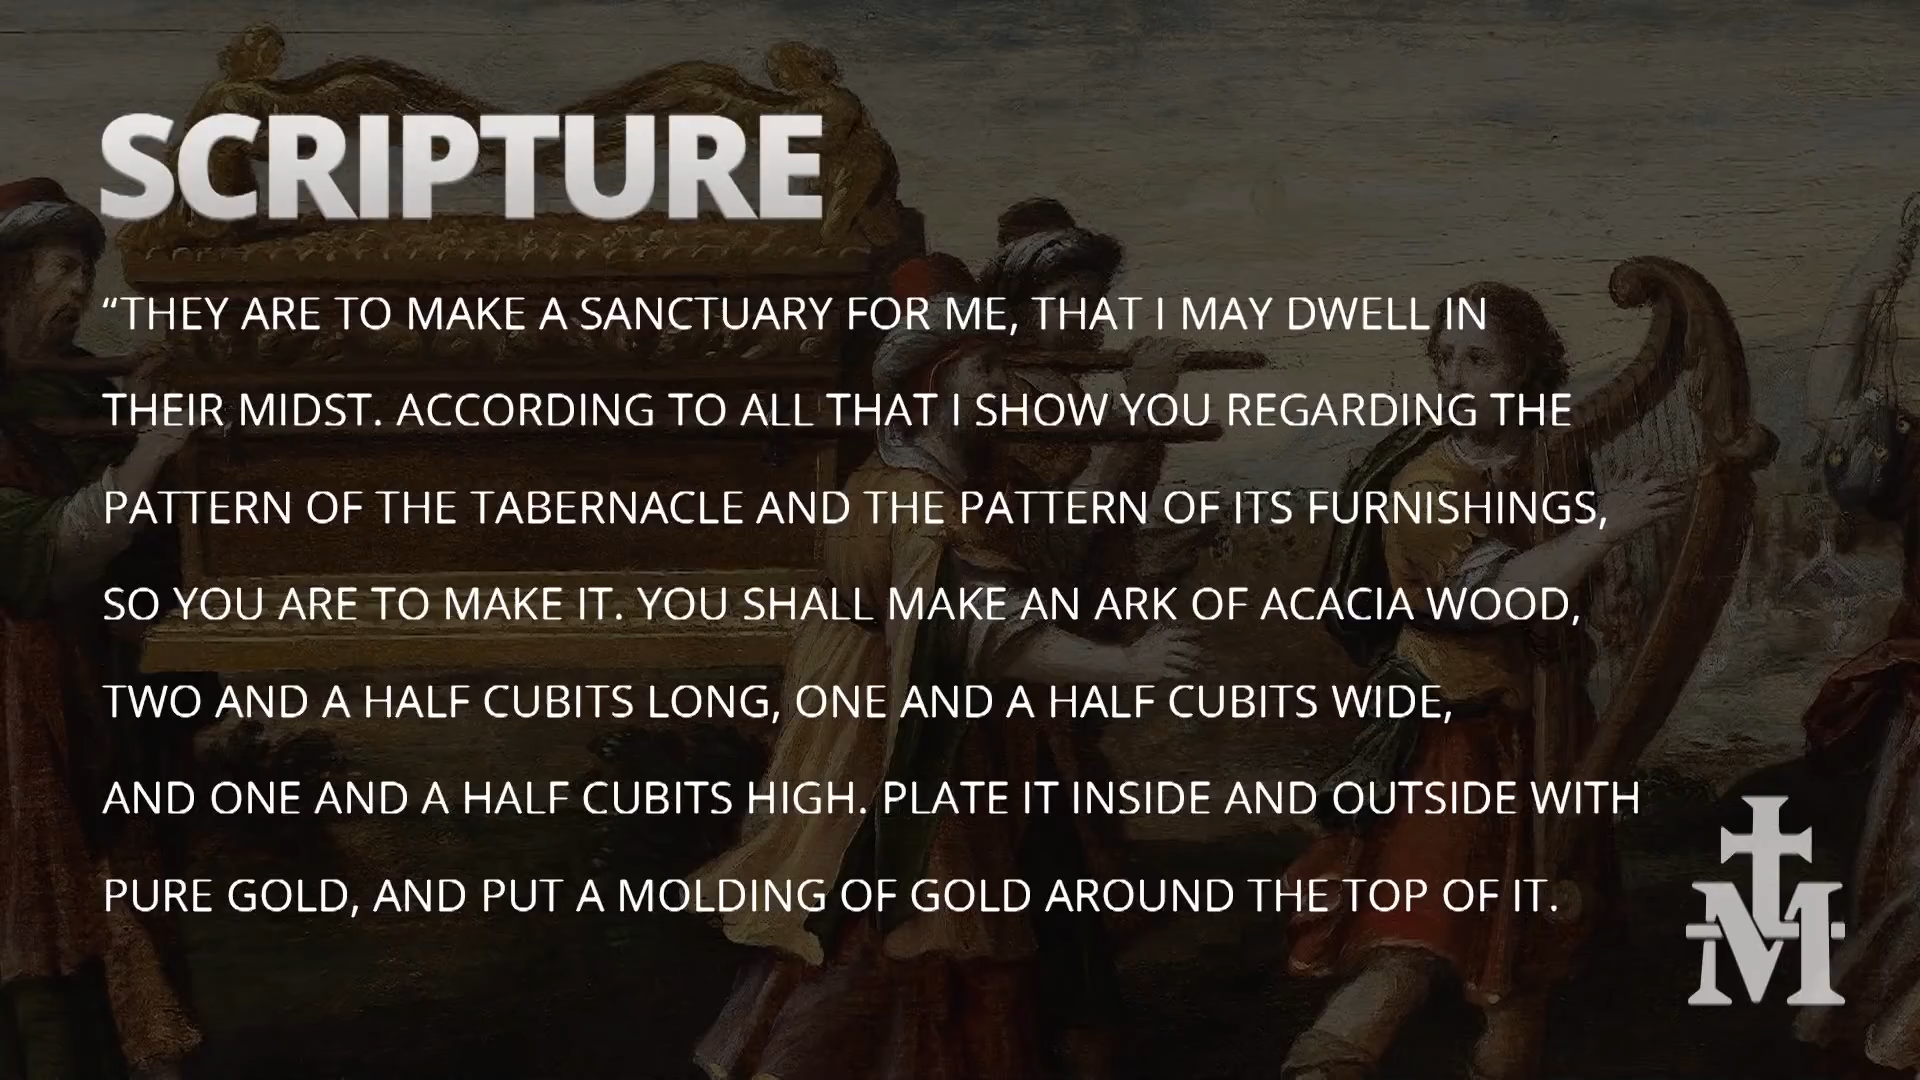 SCRIPTURE
“THEY ARE TO MAKE A SANCTUARY FOR ME, THAT I MAY DWELL IN
THEIR MIDST. ACCORDING TO ALL THAT I SHOW YOU REGARDING THE
PATTERN OF THE TABERNACLE AND THE PATTERN OF ITS FURNISHINGS,
SO YOU ARE TO MAKE IT. YOU SHALL MAKE AN ARK OF ACACIA WOOD,
TWO AND A HALF CUBITS LONG, ONE AND A HALF CUBITS WIDE,
AND ONE AND A HALF CUBITS HIGH. PLATE IT INSIDE AND OUTSIDE WITH
PURE GOLD, AND PUT A MOLDING OF GOLD AROUND THE TOP OF IT.